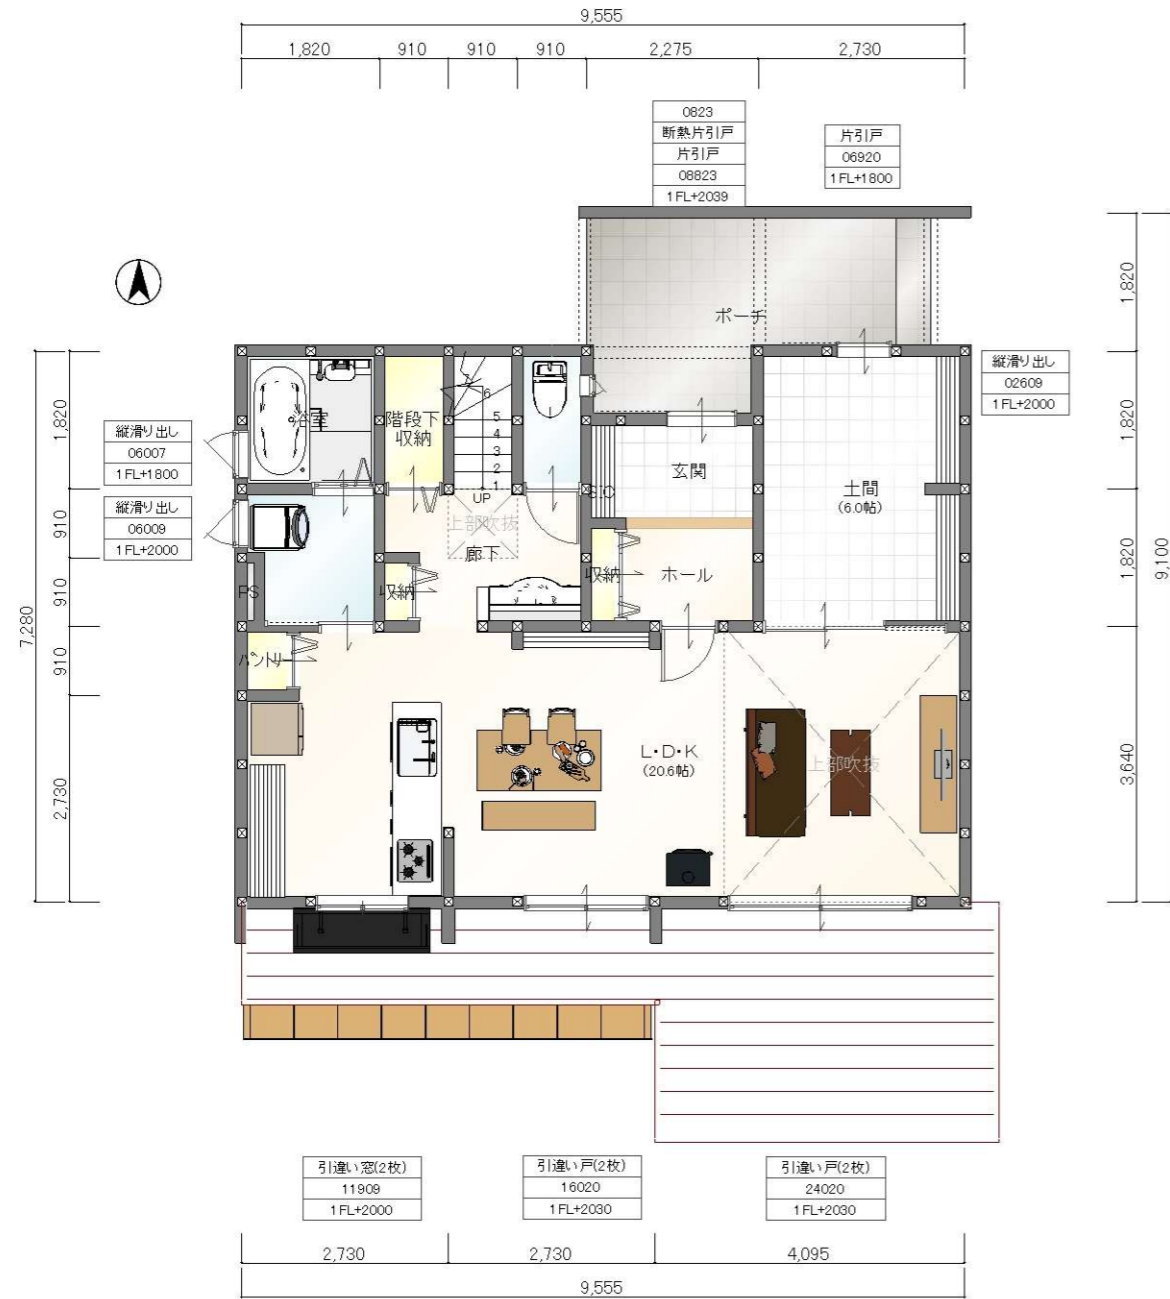 9,555
1,820 910 910 910 2,275 2,730
0823
断熱片引戸
片引戸
08823
1FL+2039
片引戸
06920
1FL+1800
1,820
ポーチ
縦滑り出し
02609
1FL+2000
縦滑り出し
06007
1FL+1800
1,820
浴室
階段下
収納
6
5
4
3
2
1
UP
玄関
S.C
土間
(6.0帖)
1,820
9,100
縦滑り出し
06009
1FL+2000
910
上部吹抜
廊下
910
PS
収納
収納
ホール
1,820
7,280
910
パントリー
L・D・K
(20.6帖)
上部吹抜
2,730
3,640
引違い窓(2枚)
11909
1FL+2000
引違い戸(2枚)
16020
1FL+2030
引違い戸(2枚)
24020
1FL+2030
2,730 2,730 4,095
9,555